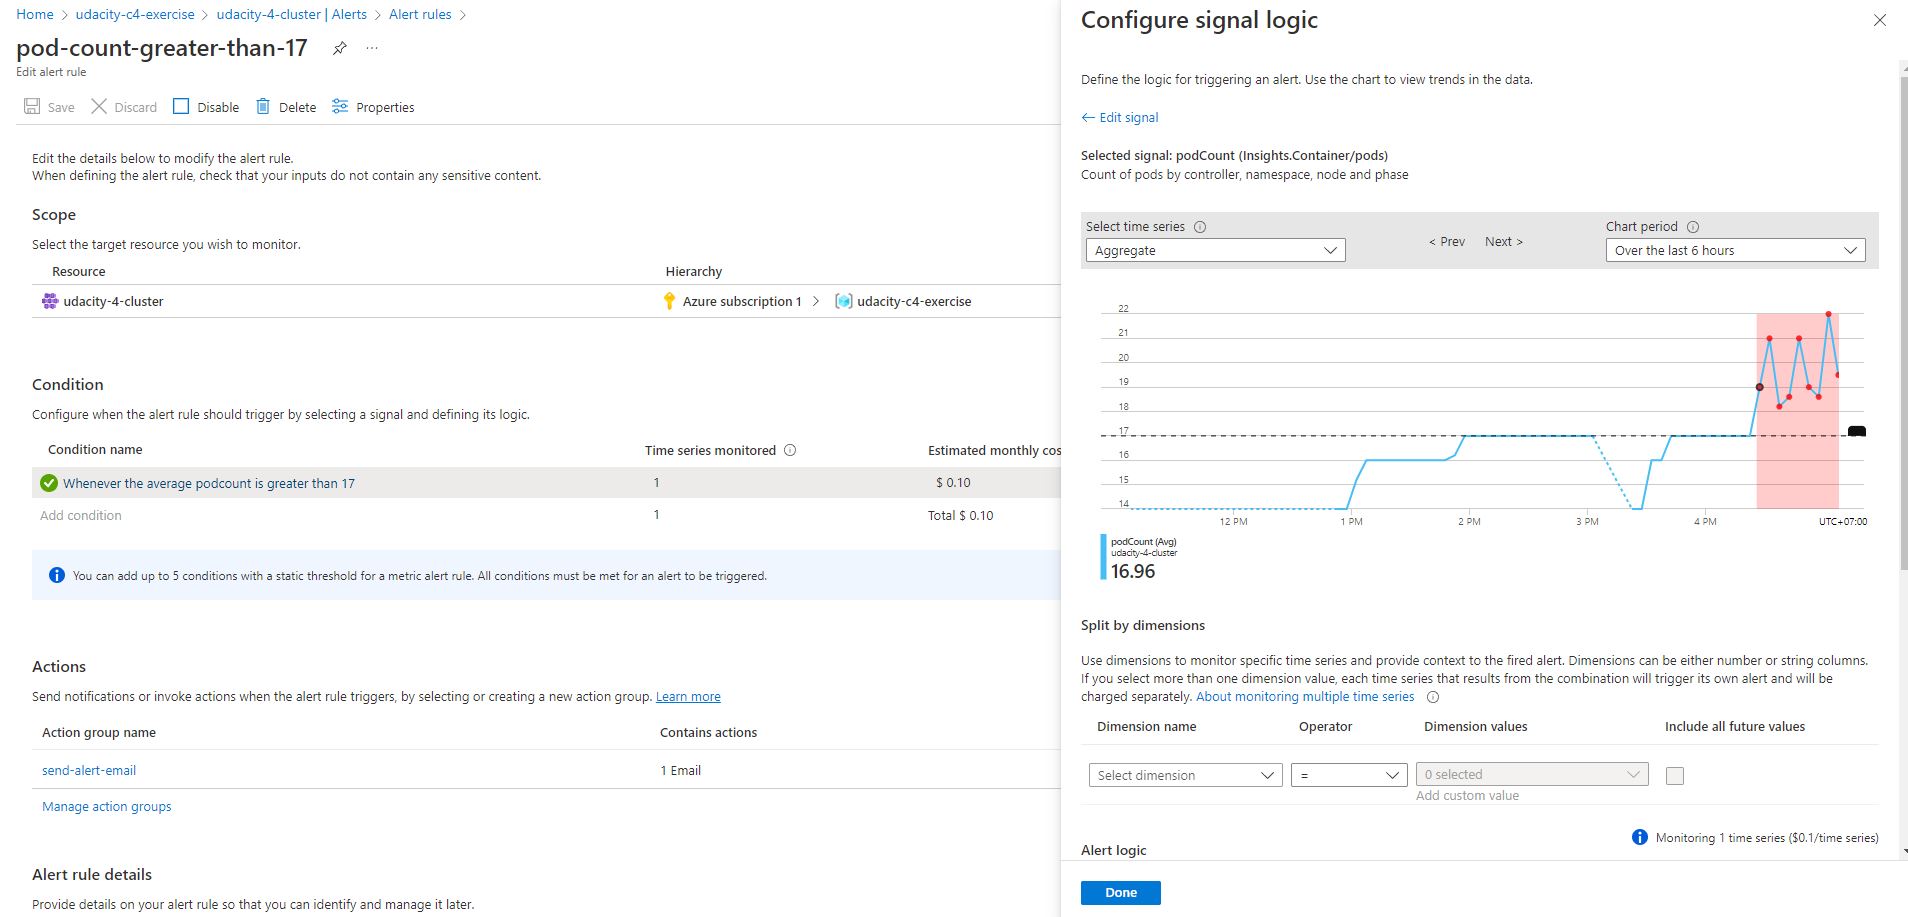 Home > udacity-c4-exercise > udacity-4-cluster | Alerts > Alert rules >
pod-count-greater-than-17 ...
Edit alert rule
Save Discard Disable Delete Properties
Edit the details below to modify the alert rule.
When defining the alert rule, check that your inputs do not contain any sensitive content.
Scope
Select the target resource you wish to monitor.
Resource Hierarchy
udacity-4-cluster Azure subscription 1 > udacity-c4-exercise
Condition
Configure when the alert rule should trigger by selecting a signal and defining its logic.
Condition name Time series monitored Estimated monthly cos
Whenever the average podcount is greater than 17 1 $ 0.10
Add condition 1 Total $ 0.10
You can add up to 5 conditions with a static threshold for a metric alert rule. All conditions must be met for an alert to be triggered.
Actions
Send notifications or invoke actions when the alert rule triggers, by selecting or creating a new action group. Learn more
Action group name Contains actions
send-alert-email 1 Email
Manage action groups
Alert rule details
Provide details on your alert rule so that you can identify and manage it later.
Configure signal logic
Define the logic for triggering an alert. Use the chart to view trends in the data.
← Edit signal
Selected signal: podCount (Insights.Container/pods)
Count of pods by controller, namespace, node and phase
Select time series Chart period
Aggregate < Prev Next > Over the last 6 hours
22
21
20
19
18
17
16
15
14
12 PM 1 PM 2 PM 3 PM 4 PM UTC+07:00
podCount (Avg)
udacity-4-cluster
16.96
Split by dimensions
Use dimensions to monitor specific time series and provide context to the fired alert. Dimensions can be either number or string columns.
If you select more than one dimension value, each time series that results from the combination will trigger its own alert and will be
charged separately. About monitoring multiple time series
Dimension name Operator Dimension values Include all future values
Select dimension = 0 selected
Add custom value
Monitoring 1 time series ($0.1/time series)
Alert logic
Done